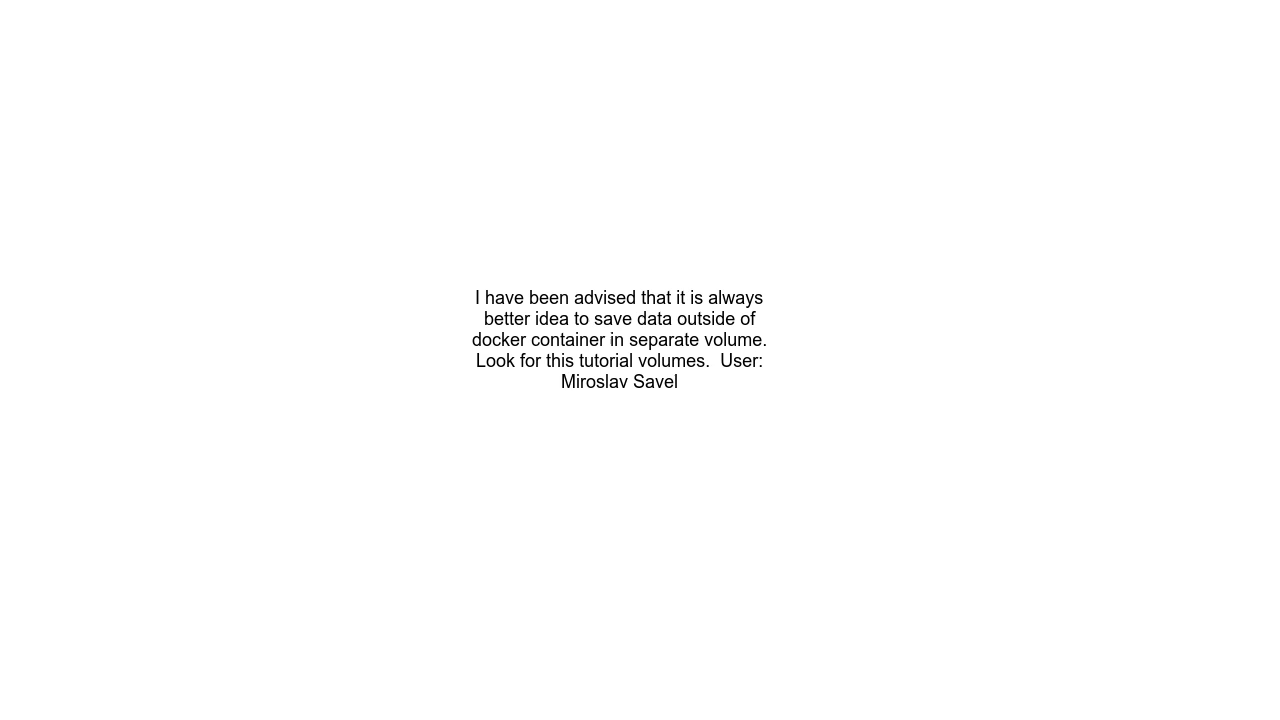 I have been advised that it is always
better idea to save data outside of
docker container in separate volume.
Look for this tutorial volumes.  User:
Miroslav Savel